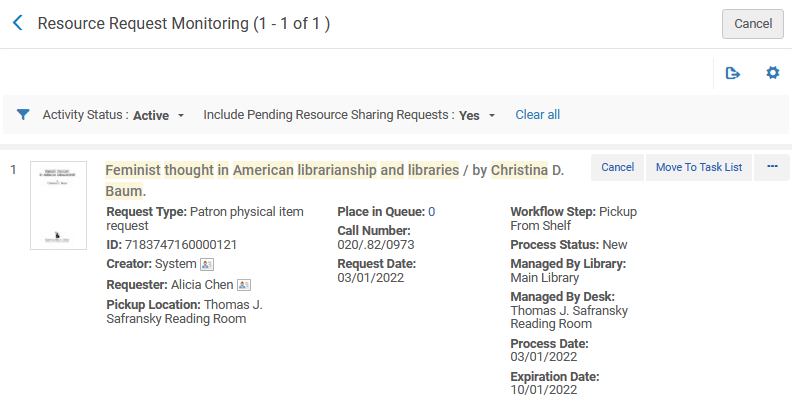 Resource Request Monitoring (1 - 1 of 1 )
Cancel
Activity Status : Active
Include Pending Resource Sharing Requests : Yes
Clear all
1
Feminist thought in American librarianship and libraries / by Christina D.
Baum.
Cancel
Move To Task List
Request Type: Patron physical item
request
ID: 7183747160000121
Creator: System
Requester: Alicia Chen
Pickup Location: Thomas J.
Safransky Reading Room
Place in Queue: 0
Call Number:
020/.82/0973
Request Date:
03/01/2022
Workflow Step: Pickup
From Shelf
Process Status: New
Managed By Library:
Main Library
Managed By Desk:
Thomas J. Safransky
Reading Room
Process Date:
03/01/2022
Expiration Date:
10/01/2022